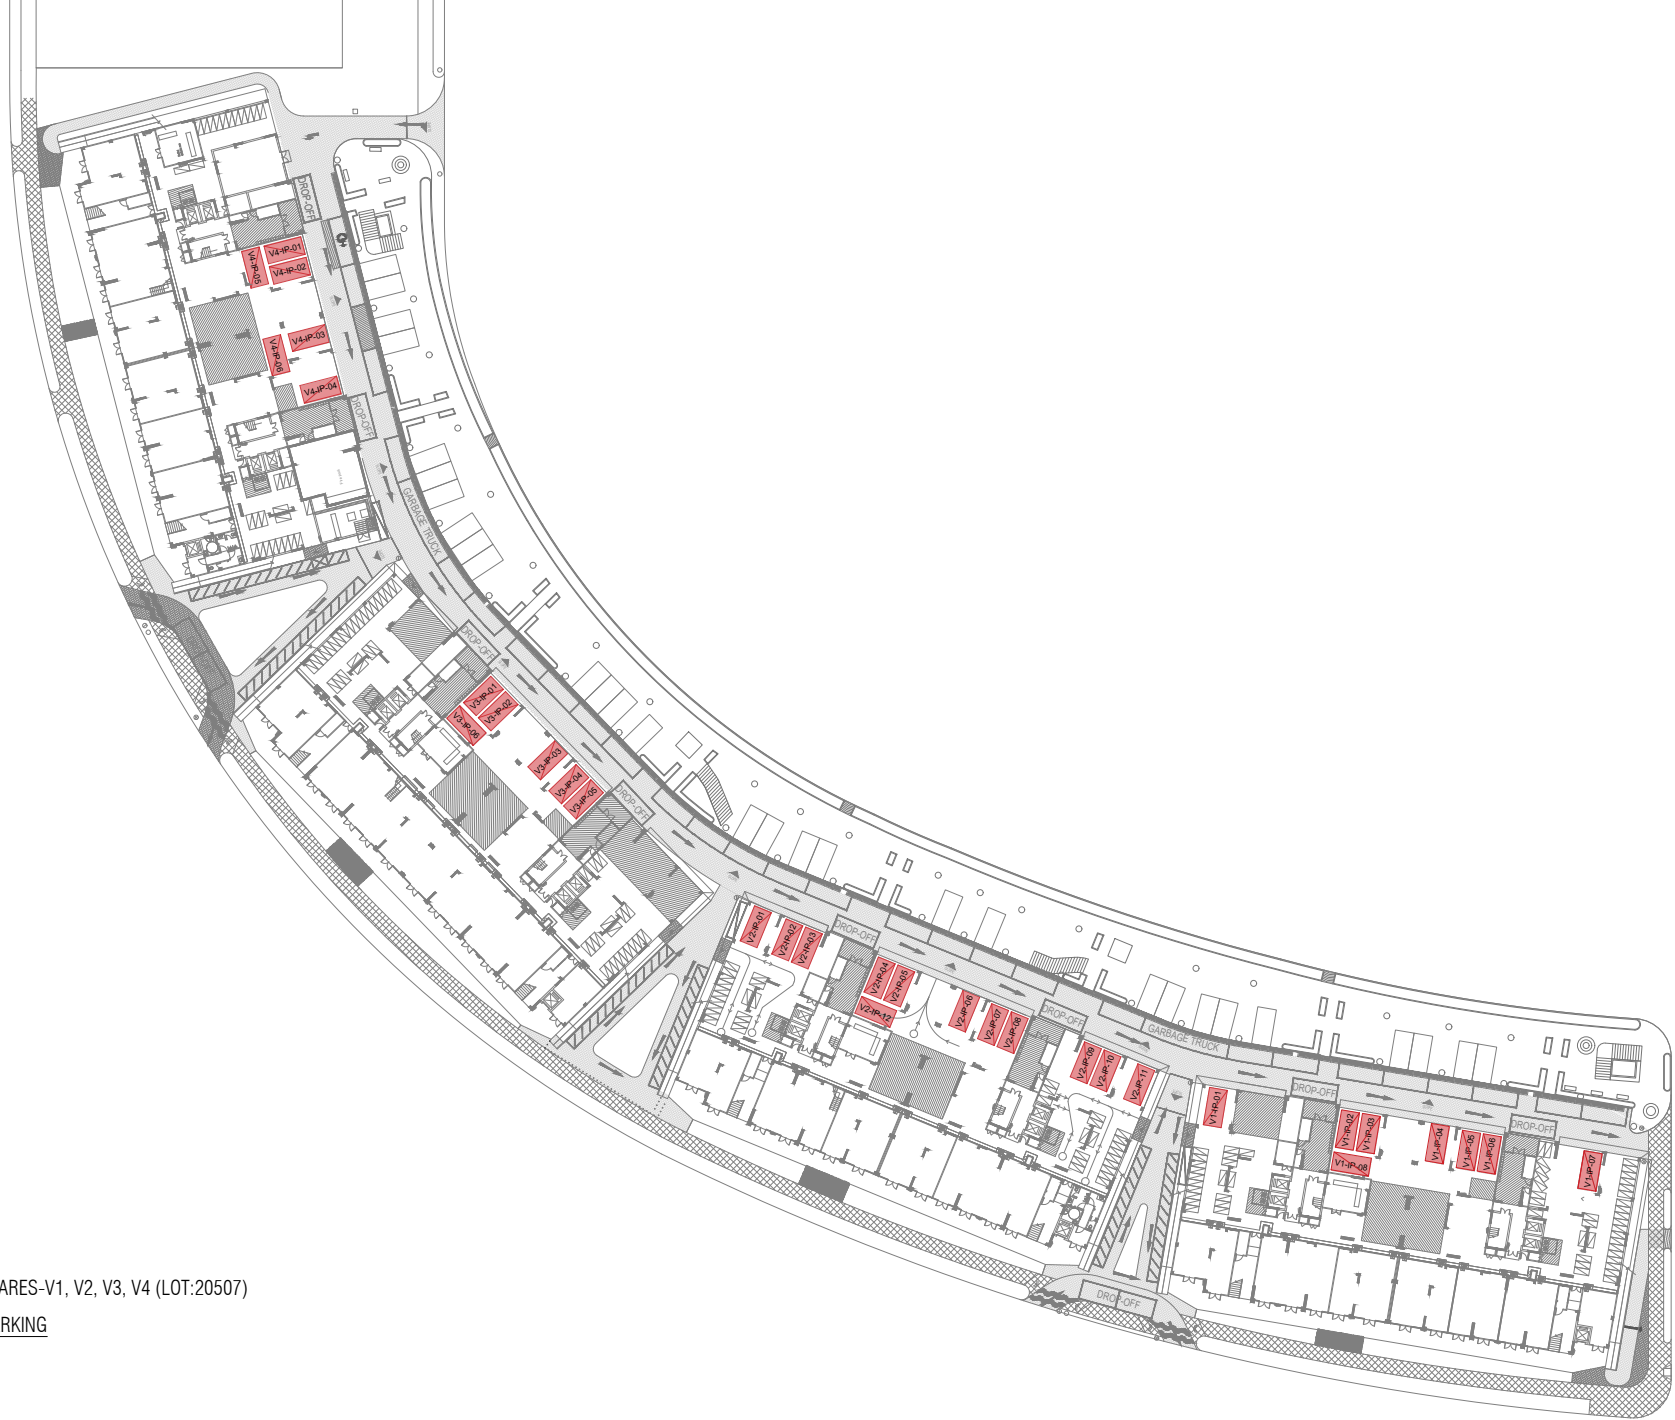 DROP-OFF
V4-IP-01
V4-IP-02
V4-IP-05
V4-IP-03
V4-IP-06
V4-IP-04
DROP-OFF
GARBAGE TRUCK
DROP-OFF
V3-IP-01
V3-IP-02
V3-IP-06
V3-IP-03
V3-IP-04
V3-IP-05
DROP-OFF
V2-IP-01
V2-IP-02
V2-IP-03
DROP-OFF
V2-IP-04
V2-IP-05
V2-IP-12
V2-IP-06
V2-IP-07
V2-IP-08
DROP-OFF
GARBAGE TRUCK
V2-IP-09
V2-IP-10
V2-IP-11
V1-IP-01
DROP-OFF
V1-IP-02
V1-IP-03
V1-IP-08
V1-IP-04
V1-IP-05
V1-IP-06
DROP-OFF
V1-IP-07
DROP-OFF
ARES-V1, V2, V3, V4 (LOT:20507)
RKING